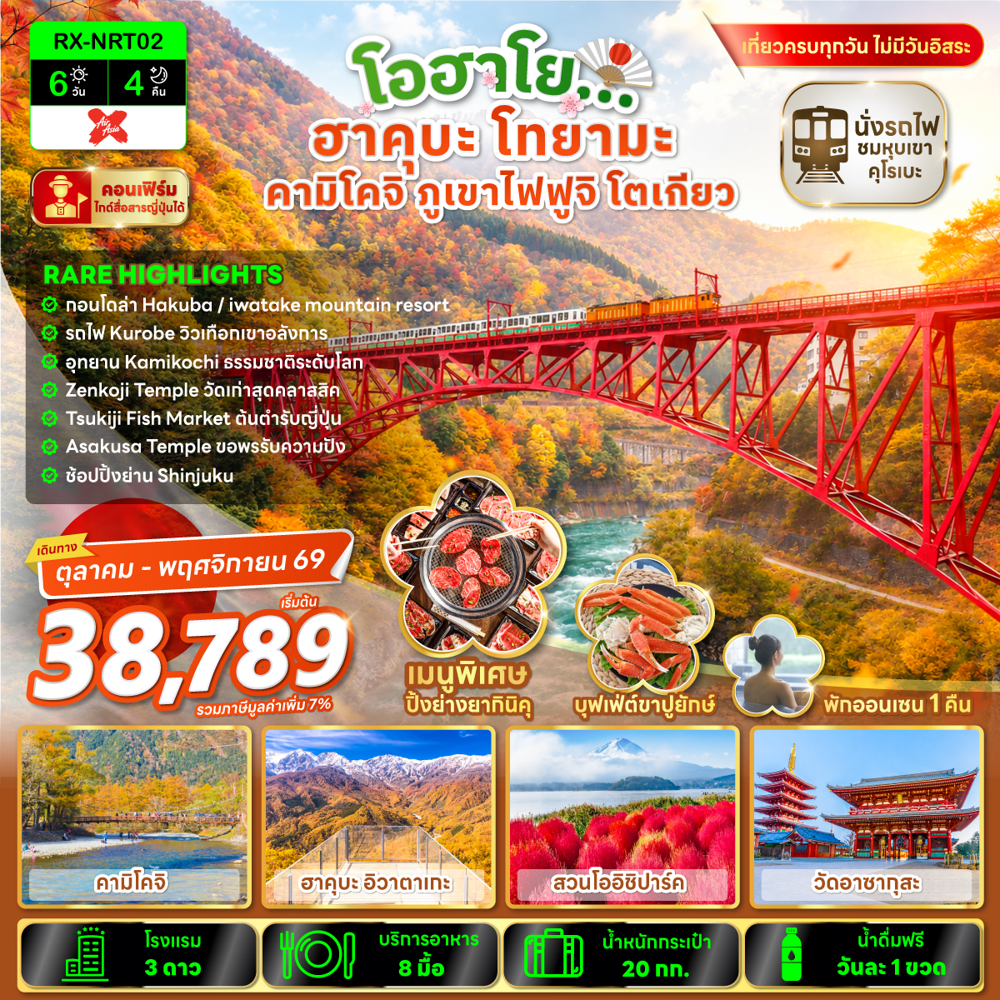 RX-NRT02
6 วัน
4 คืน
Air Asia X
คอนเฟิร์ม
ไกด์สื่อสารญี่ปุ่นได้
โอฮาโย...
ฮาคุบะ โทยามะ
คามิโคจิ ภูเขาไฟฟูจิ โตเกียว
เที่ยวครบทุกวัน ไม่มีวันอิสระ
นั่งรถไฟ
ชมหุบเขา
คุโรเบะ
RARE HIGHLIGHTS
กอนโดล่า Hakuba / iwatake mountain resort
รถไฟ Kurobe วิวเทือกเขาอลังการ
อุทยาน Kamikochi ธรรมชาติระดับโลก
Zenkoji Temple วัดเก่าสุดคลาสสิค
Tsukiji Fish Market ต้นตำรับญี่ปุ่น
Asakusa Temple ขอพรรับความปัง
ช้อปปิ้งย่าน Shinjuku
เดินทาง
ตุลาคม - พฤศจิกายน 69
เริ่มต้น
38,789
รวมภาษีมูลค่าเพิ่ม 7%
เมนูพิเศษ
ปิ้งย่างยากินิคุ
บุฟเฟ่ต์ขาปูยักษ์
พักออนเซน 1 คืน
คามิโคจิ
ฮาคุบะ อิวาตาเกะ
สวนโออิชิปาร์ค
วัดอาซากุสะ
โรงแรม
3 ดาว
บริการอาหาร
8 มื้อ
น้ำหนักกระเป๋า
20 กก.
น้ำดื่มฟรี
วันละ 1 ขวด